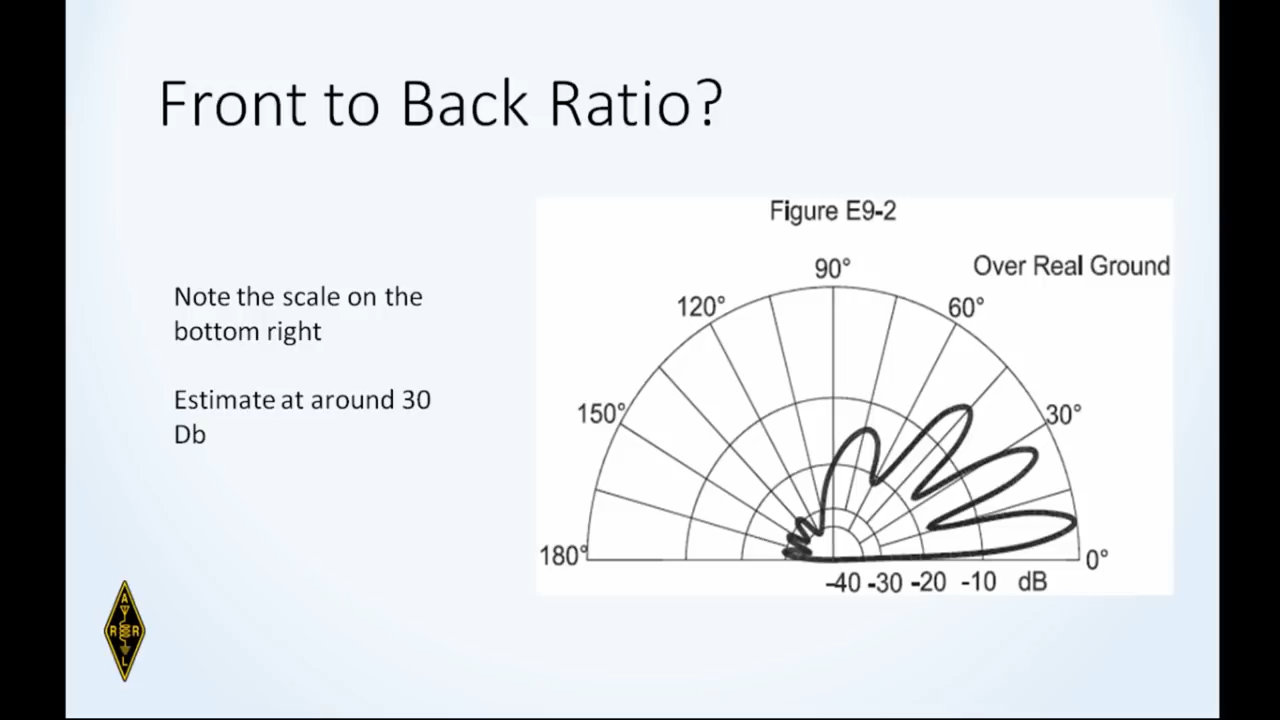 Front to Back Ratio?
Note the scale on the
bottom right
Estimate at around 30
Db
Figure E9-2
Over Real Ground
90°
120°
60°
150°
30°
180°
0°
-40 -30 -20 -10 dB
A
R R
L